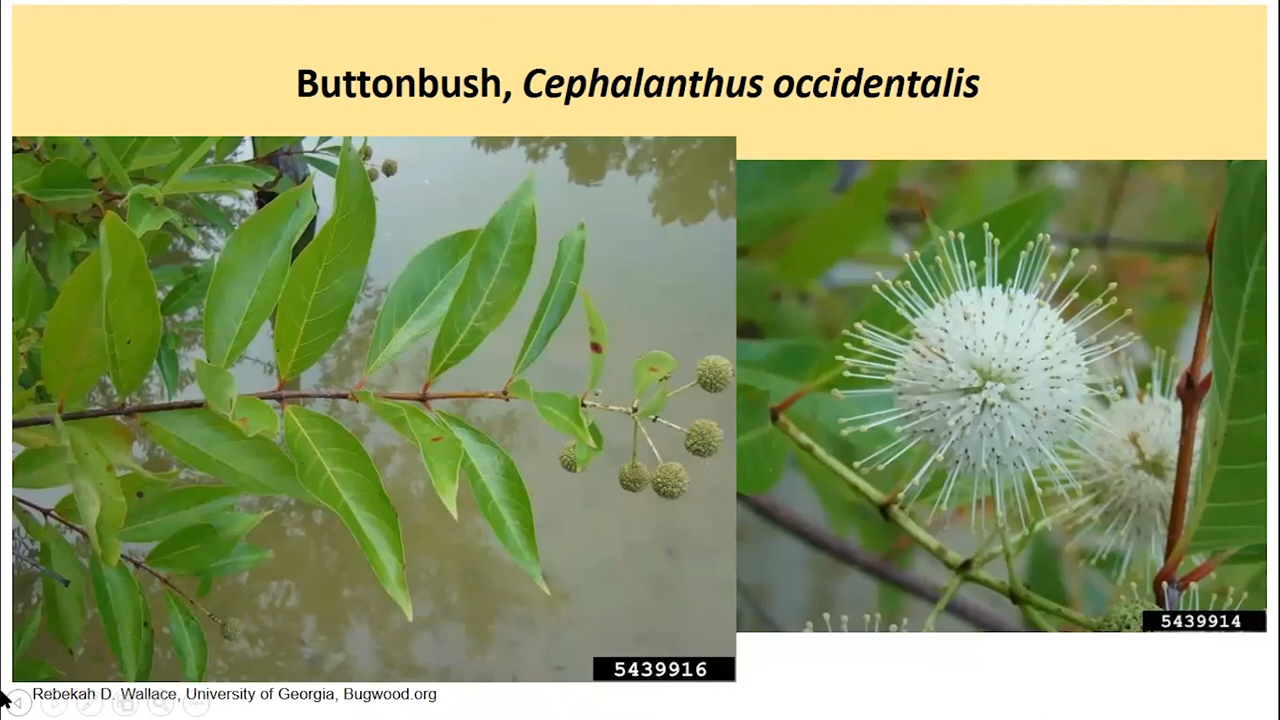 Buttonbush, Cephalanthus occidentalis
5439916
5439914
Rebekah D. Wallace, University of Georgia, Bugwood.org